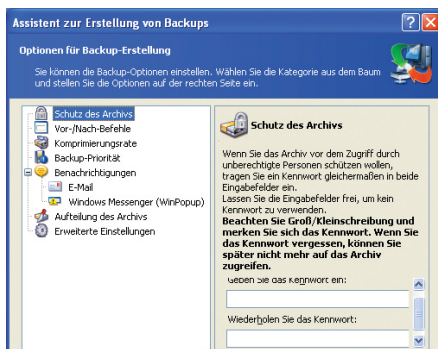 Assistent zur Erstellung von Backups
Optionen für Backup-Erstellung
Sie können die Backup-Optionen einstellen. Wählen Sie die Kategorie aus dem Baum
und stellen Sie die Optionen auf der rechten Seite ein.
Schutz des Archivs
Vor-/Nach-Befehle
Komprimierungsrate
Backup-Priorität
Benachrichtigungen
E-Mail
Windows Messenger (WinPopup)
Aufteilung des Archivs
Erweiterte Einstellungen
Schutz des Archivs
Wenn Sie das Archiv vor dem Zugriff durch
unberechtigte Personen schützen wollen,
tragen Sie ein Kennwort gleichermaßen in beide
Eingabefelder ein.
Lassen Sie die Eingabefelder frei, um kein
Kennwort zu verwenden.
Beachten Sie Groß/Kleinschreibung und
merken Sie sich das Kennwort. Wenn Sie
das Kennwort vergessen, können Sie
später nicht mehr auf das Archiv
zugreifen.
Geben Sie das Kennwort ein:
Wiederholen Sie das Kennwort: